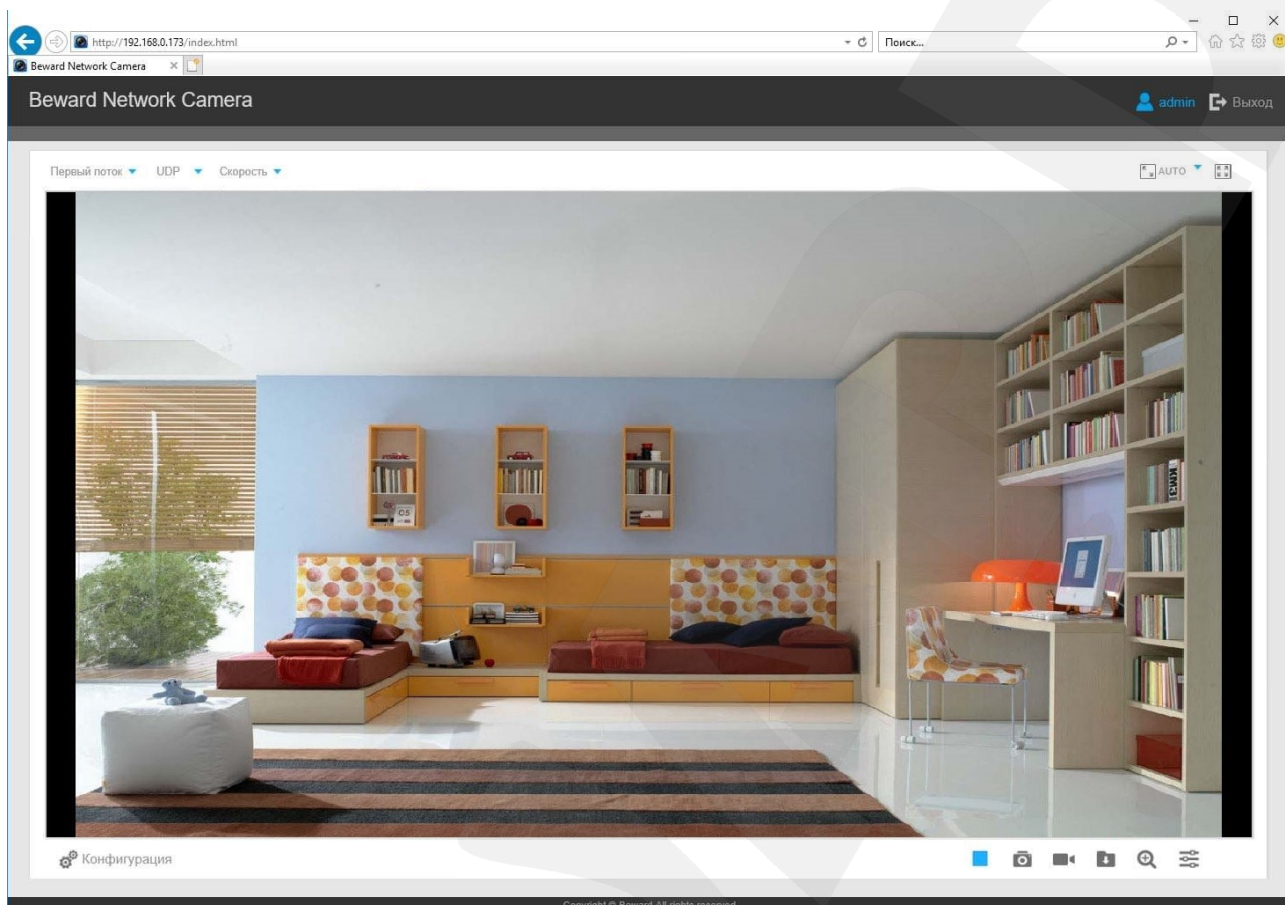 http://192.168.0.173/index.html
Поиск...
Beward Network Camera
Beward Network Camera
admin
Выход
Первый поток
UDP
Скорость
AUTO
Конфигурация
Copyright © Beward All rights reserved